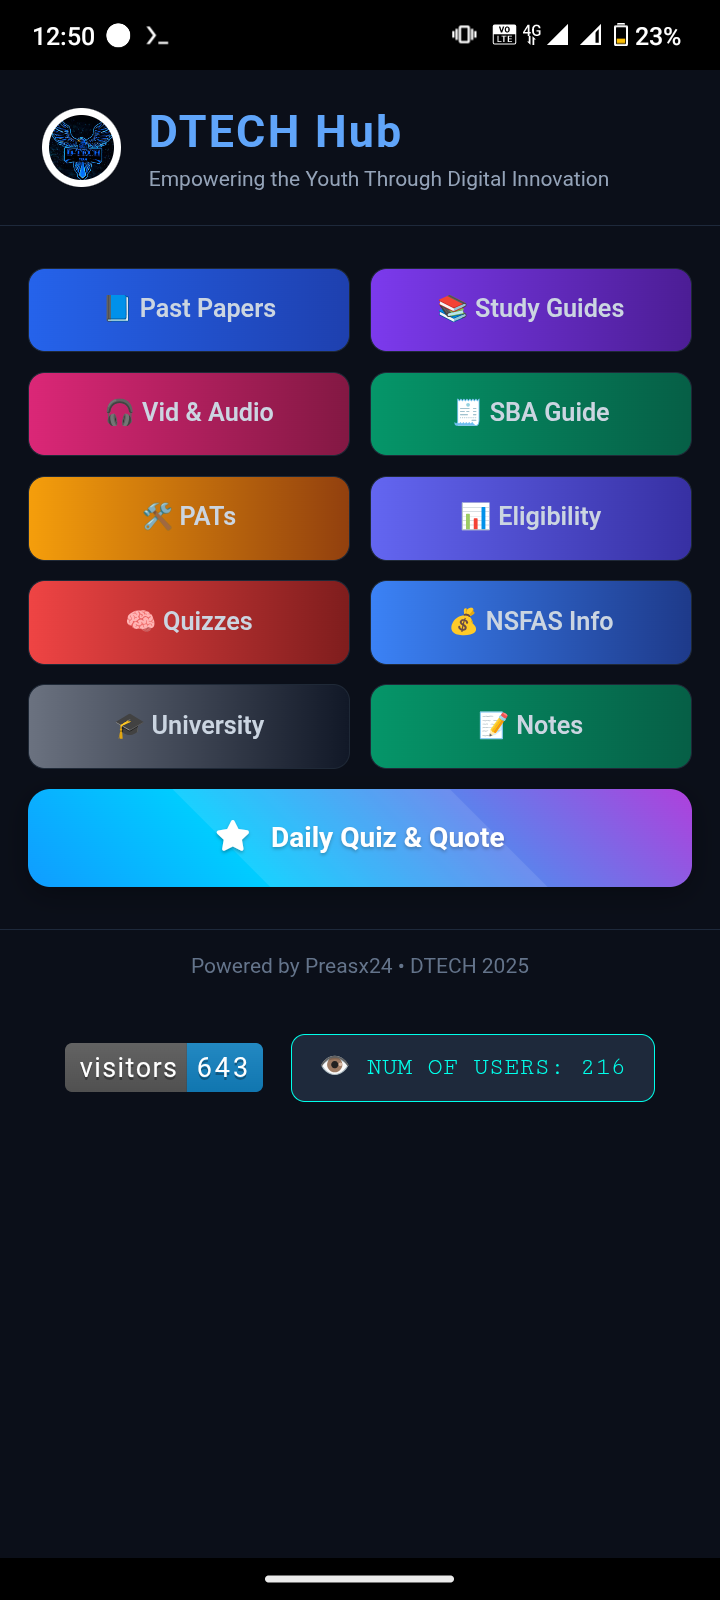 12:50 VO LTE 4G 23%
DTECH Hub
Empowering the Youth Through Digital Innovation
Past Papers
Study Guides
Vid & Audio
SBA Guide
PATs
Eligibility
Quizzes
NSFAS Info
University
Notes
Daily Quiz & Quote
Powered by Preasx24 • DTECH 2025
visitors 643
NUM OF USERS: 216